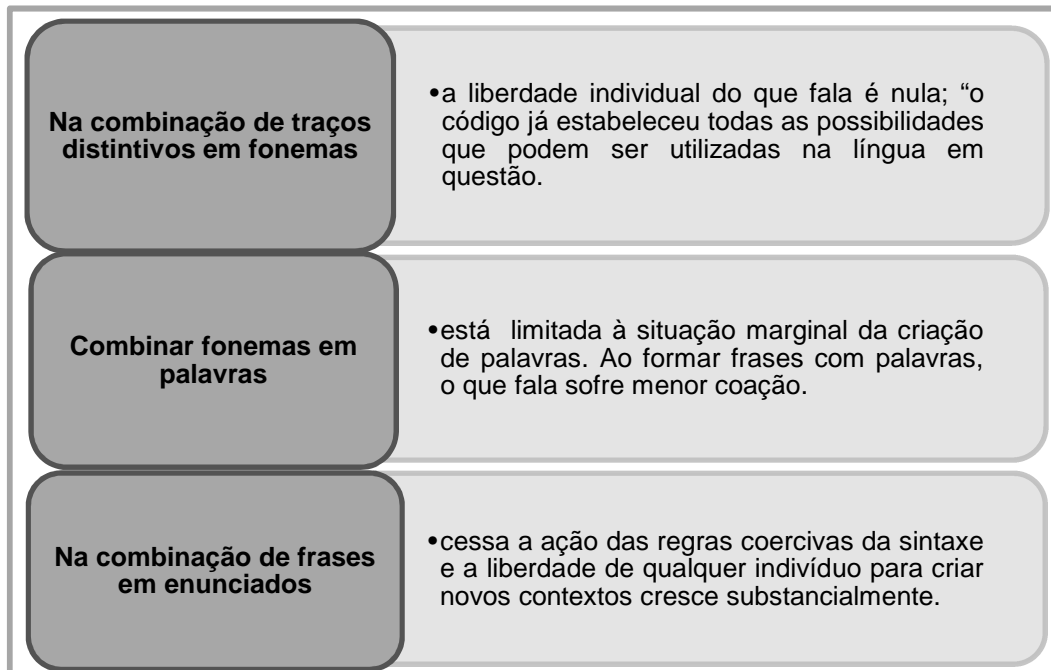 Na combinação de traços
distintivos em fonemas
•a liberdade individual do que fala é nula; “o
código já estabeleceu todas as possibilidades
que podem ser utilizadas na língua em
questão.
Combinar fonemas em
palavras
•está limitada à situação marginal da criação
de palavras. Ao formar frases com palavras,
o que fala sofre menor coação.
Na combinação de frases
em enunciados
•cessa a ação das regras coercivas da sintaxe
e a liberdade de qualquer indivíduo para criar
novos contextos cresce substancialmente.